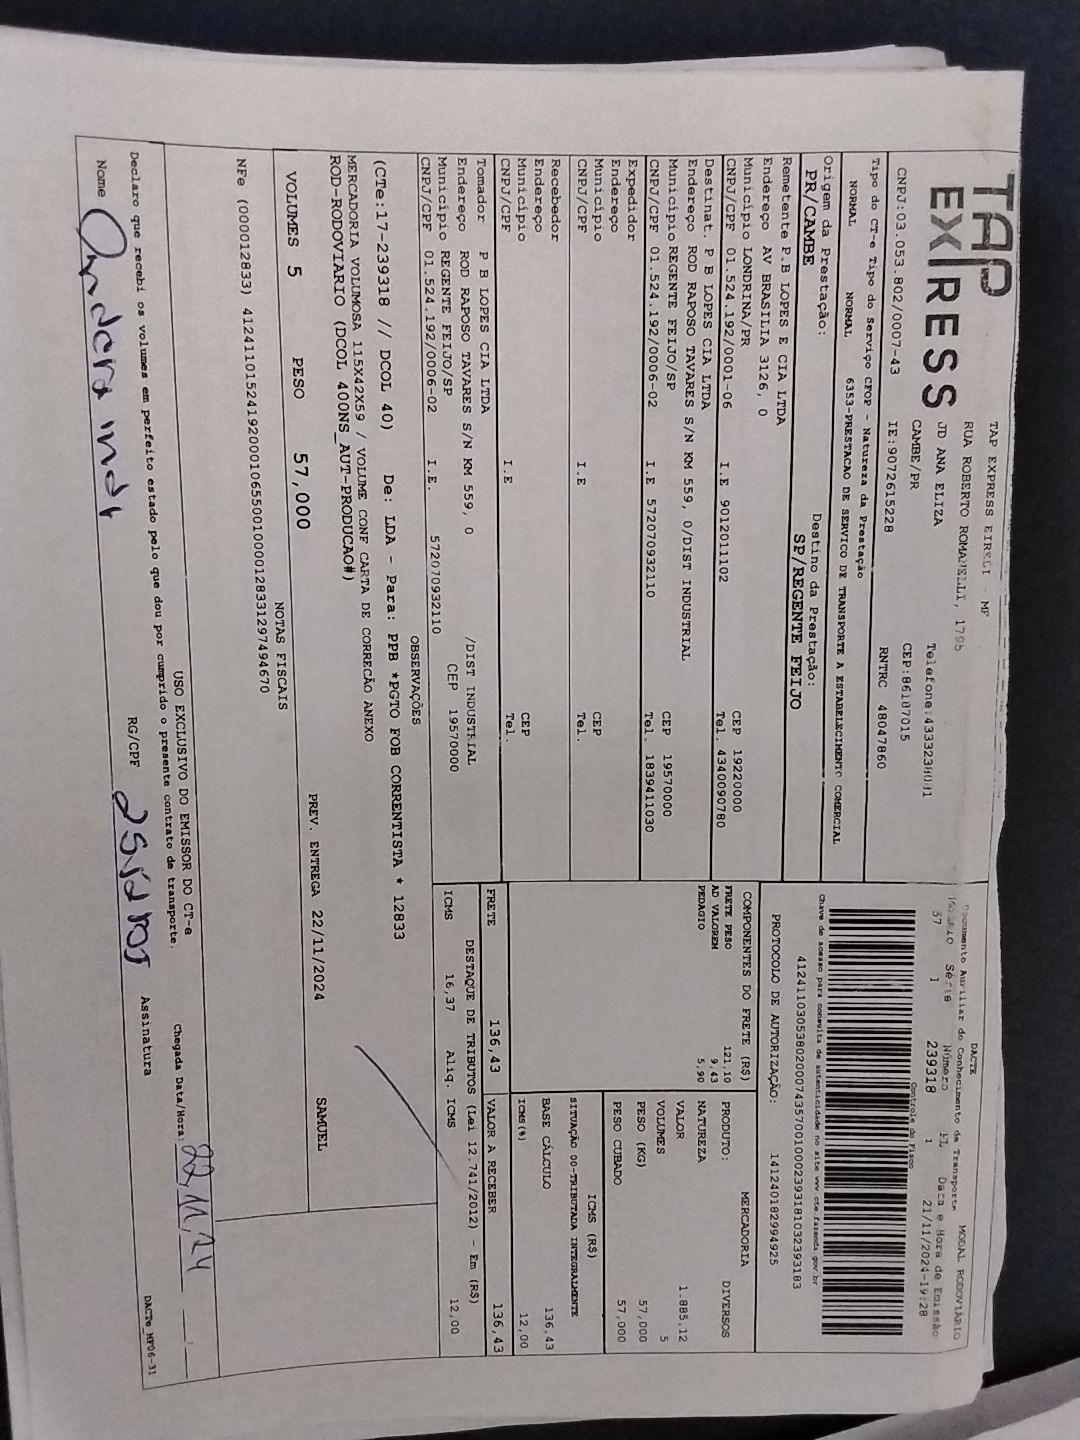 TAP
EXPRESS
TAP EXPRESS EIRELI - MF
RUA ROBERTO ROMANELLI, 1795
JD ANA ELIZA
CAMBE/PR
CEP:86187015
CNPJ:03.053.802/0007-43 IE:9072615228 RNTRC 48047860
Tipo do CT-e Tipo do Serviço CFOP - Natureza da Prestação
NORMAL NORMAL 6353-PRESTACAO DE SERVICO DE TRANSPORTE A ESTABELECIMENTO COMERCIAL
Origem da Prestação: Destino da Prestação:
PR/CAMBE SP/REGENTE FEIJO
DACTE
Documento Auxiliar do Conhecimento de Transporte MODAL RODOVIÁRIO
Modelo Série Número FL Data e Hora de Emissão
57 1 239318 1 21/11/2024-19:28
Controle do Fisco
Chave de acesso para consulta de autenticidade no site www.cte.fazenda.gov.br
41241103053802000743570010002393181032393183
PROTOCOLO DE AUTORIZAÇÃO: 141240182994925
Remetente P.B LOPES E CIA LTDA
Endereço AV BRASILIA 3126, 0
Município LONDRINA/PR CEP 19220000
CNPJ/CPF 01.524.192/0001-06 I.E 9012011102 Tel. 4340090780
Destinat. P B LOPES CIA LTDA
Endereço ROD RAPOSO TAVARES S/N KM 559, 0/DIST INDUSTRIAL
Município REGENTE FEIJO/SP CEP 19570000
CNPJ/CPF 01.524.192/0006-02 I.E 572070932110 Tel. 1839411030
Expedidor
Endereço
Município CEP
CNPJ/CPF I.E Tel.
Recebedor
Endereço
Município CEP
CNPJ/CPF I.E Tel.
Tomador P B LOPES CIA LTDA
Endereço ROD RAPOSO TAVARES S/N KM 559, 0 /DIST INDUSTRIAL
Município REGENTE FEIJO/SP CEP 19570000
CNPJ/CPF 01.524.192/0006-02 I.E. 572070932110
COMPONENTES DO FRETE (R$)
FRETE PESO 121,10
AD VALOREM 9,43
PEDAGIO 5,90
MERCADORIA
PRODUTO: DIVERSOS
NATUREZA
VALOR 1.885,12
VOLUMES 5
PESO (KG) 57,000
PESO CUBADO 57,000
ICMS (R$)
SITUAÇÃO 00-TRIBUTADA INTEGRALMENTE
BASE CÁLCULO 136,43
ICMS(%) 12,00
FRETE 136,43 VALOR A RECEBER 136,43
DESTAQUE DE TRIBUTOS (Lei 12.741/2012) - Em (R$)
ICMS 16,37 Aliq. ICMS 12,00
OBSERVAÇÕES
(CTe:17-239318 // DCOL 40) De: LDA - Para: PPB *PGTO FOB CORRENTISTA * 12833
MERCADORIA VOLUMOSA 115X42X59 / VOLUME CONF CARTA DE CORREÇÃO ANEXO
ROD-RODOVIARIO (DCOL 400NS_AUT-PRODUCAO#)
VOLUMES 5 PESO 57,000 PREV. ENTREGA 22/11/2024 SAMUEL
NOTAS FISCAIS
NFe (000012833) 41241101524192000106550010000128331297494670
USO EXCLUSIVO DO EMISSOR DO CT-e
Declaro que recebi os volumes em perfeito estado pelo que dou por cumprido o presente contrato de transporte. Chegada Data/Hora: 22/11/24
Nome RG/CPF Assinatura
DACTe_MP06-31